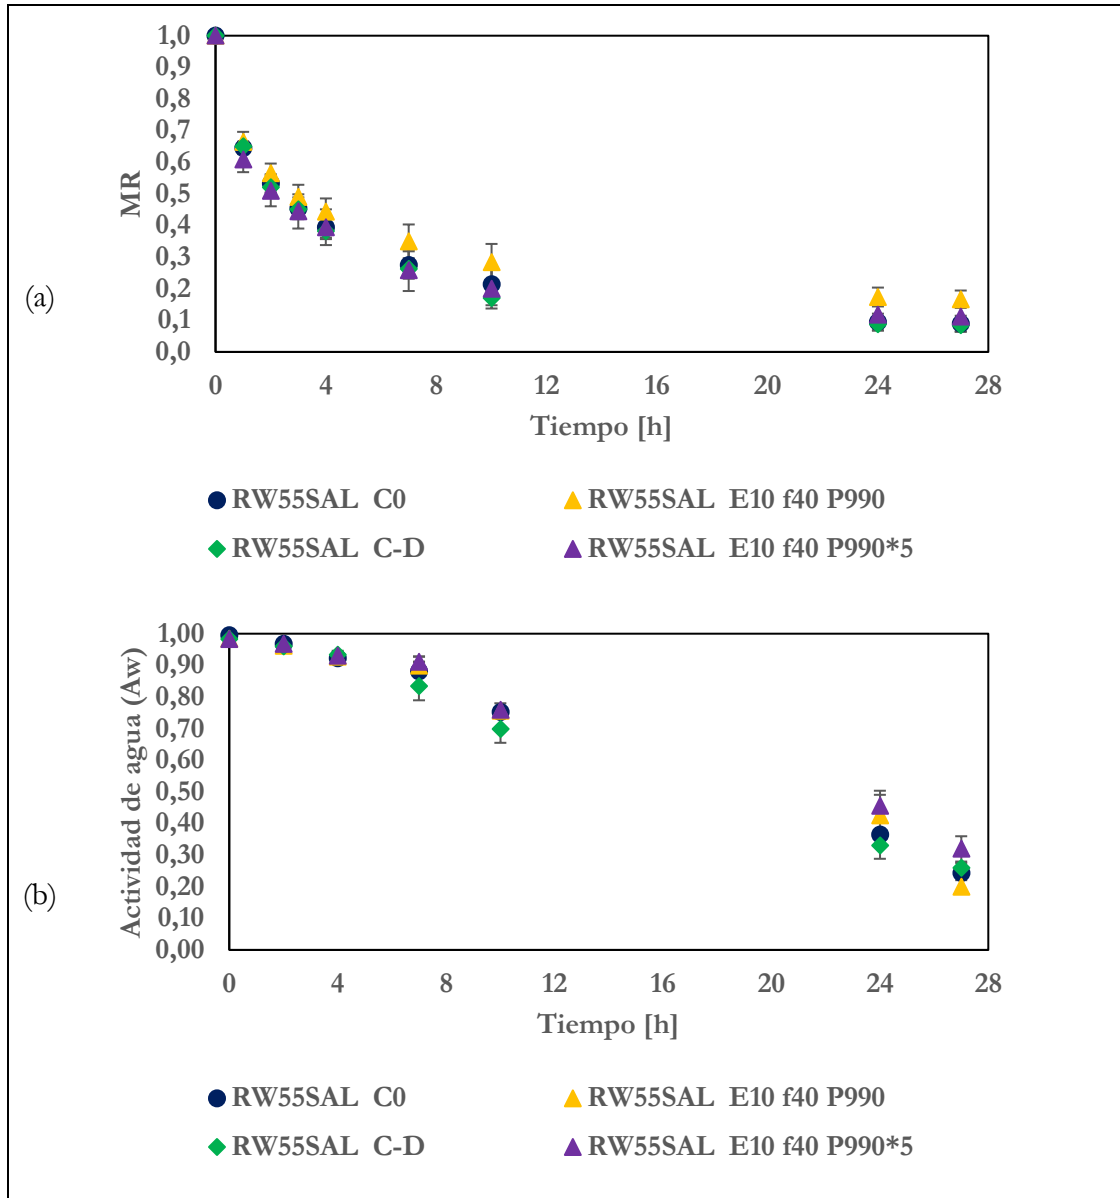 (a)
MR
1,0
0,9
0,8
0,7
0,6
0,5
0,4
0,3
0,2
0,1
0,0
0 4 8 12 16 20 24 28
Tiempo [h]
RW55SAL C0 RW55SAL E10 f40 P990
RW55SAL C-D RW55SAL E10 f40 P990*5
(b)
Actividad de agua (Aw)
1,00
0,90
0,80
0,70
0,60
0,50
0,40
0,30
0,20
0,10
0,00
0 4 8 12 16 20 24 28
Tiempo [h]
RW55SAL C0 RW55SAL E10 f40 P990
RW55SAL C-D RW55SAL E10 f40 P990*5